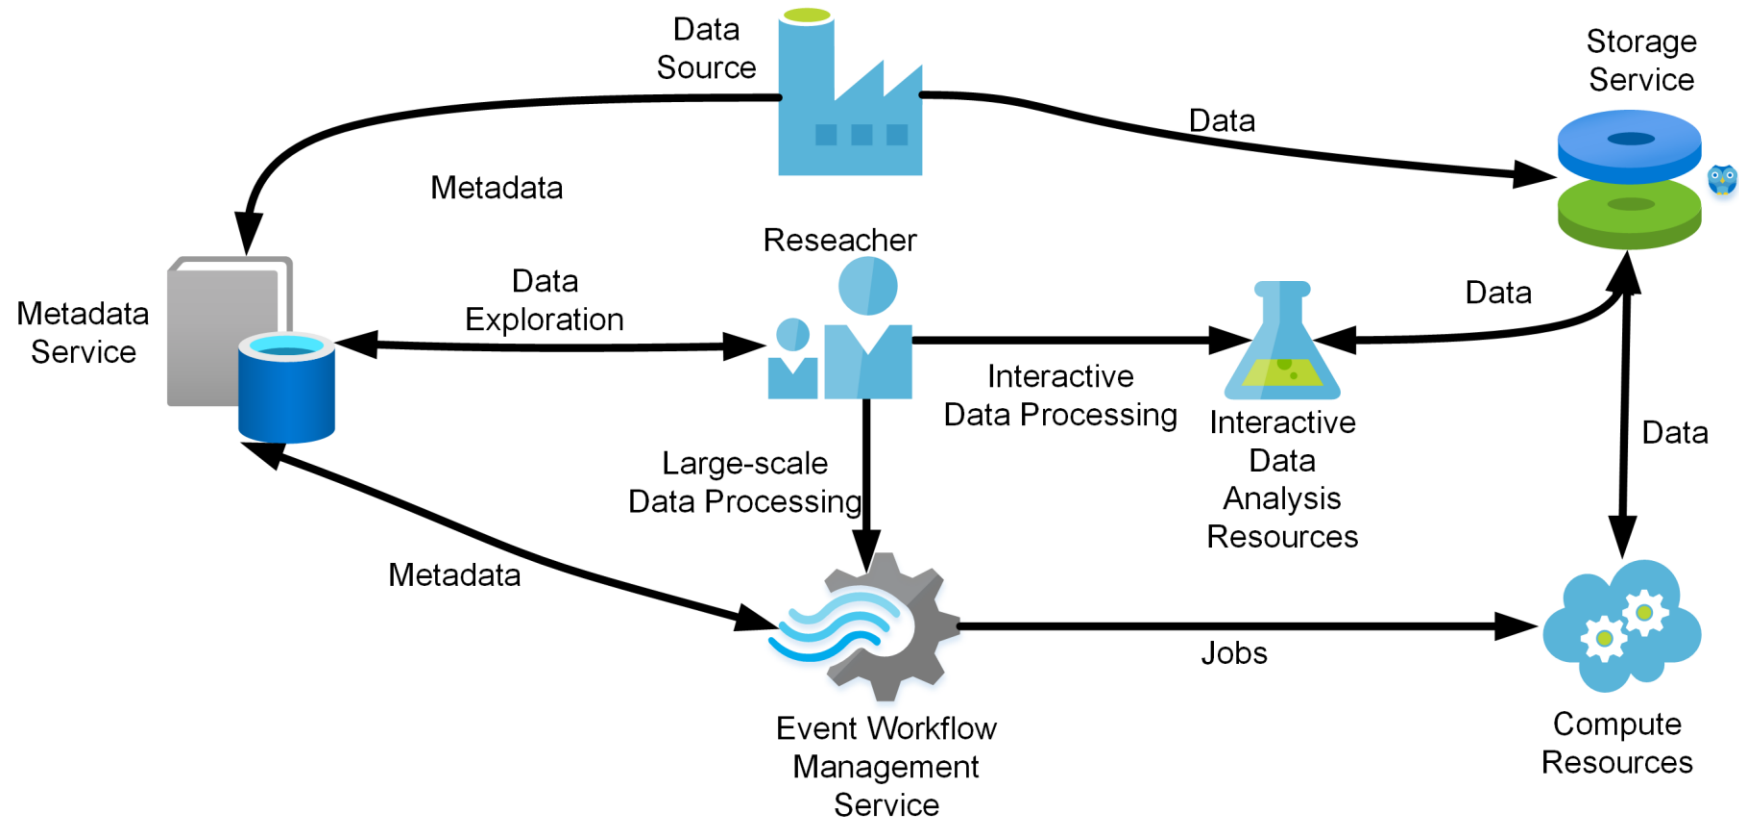 Data
Source
Storage
Service
Data
Metadata
Reseacher
Data
Exploration
Metadata
Service
Data
Interactive
Data Processing
Interactive
Data
Analysis
Resources
Large-scale
Data Processing
Data
Metadata
Jobs
Event Workflow
Management
Service
Compute
Resources